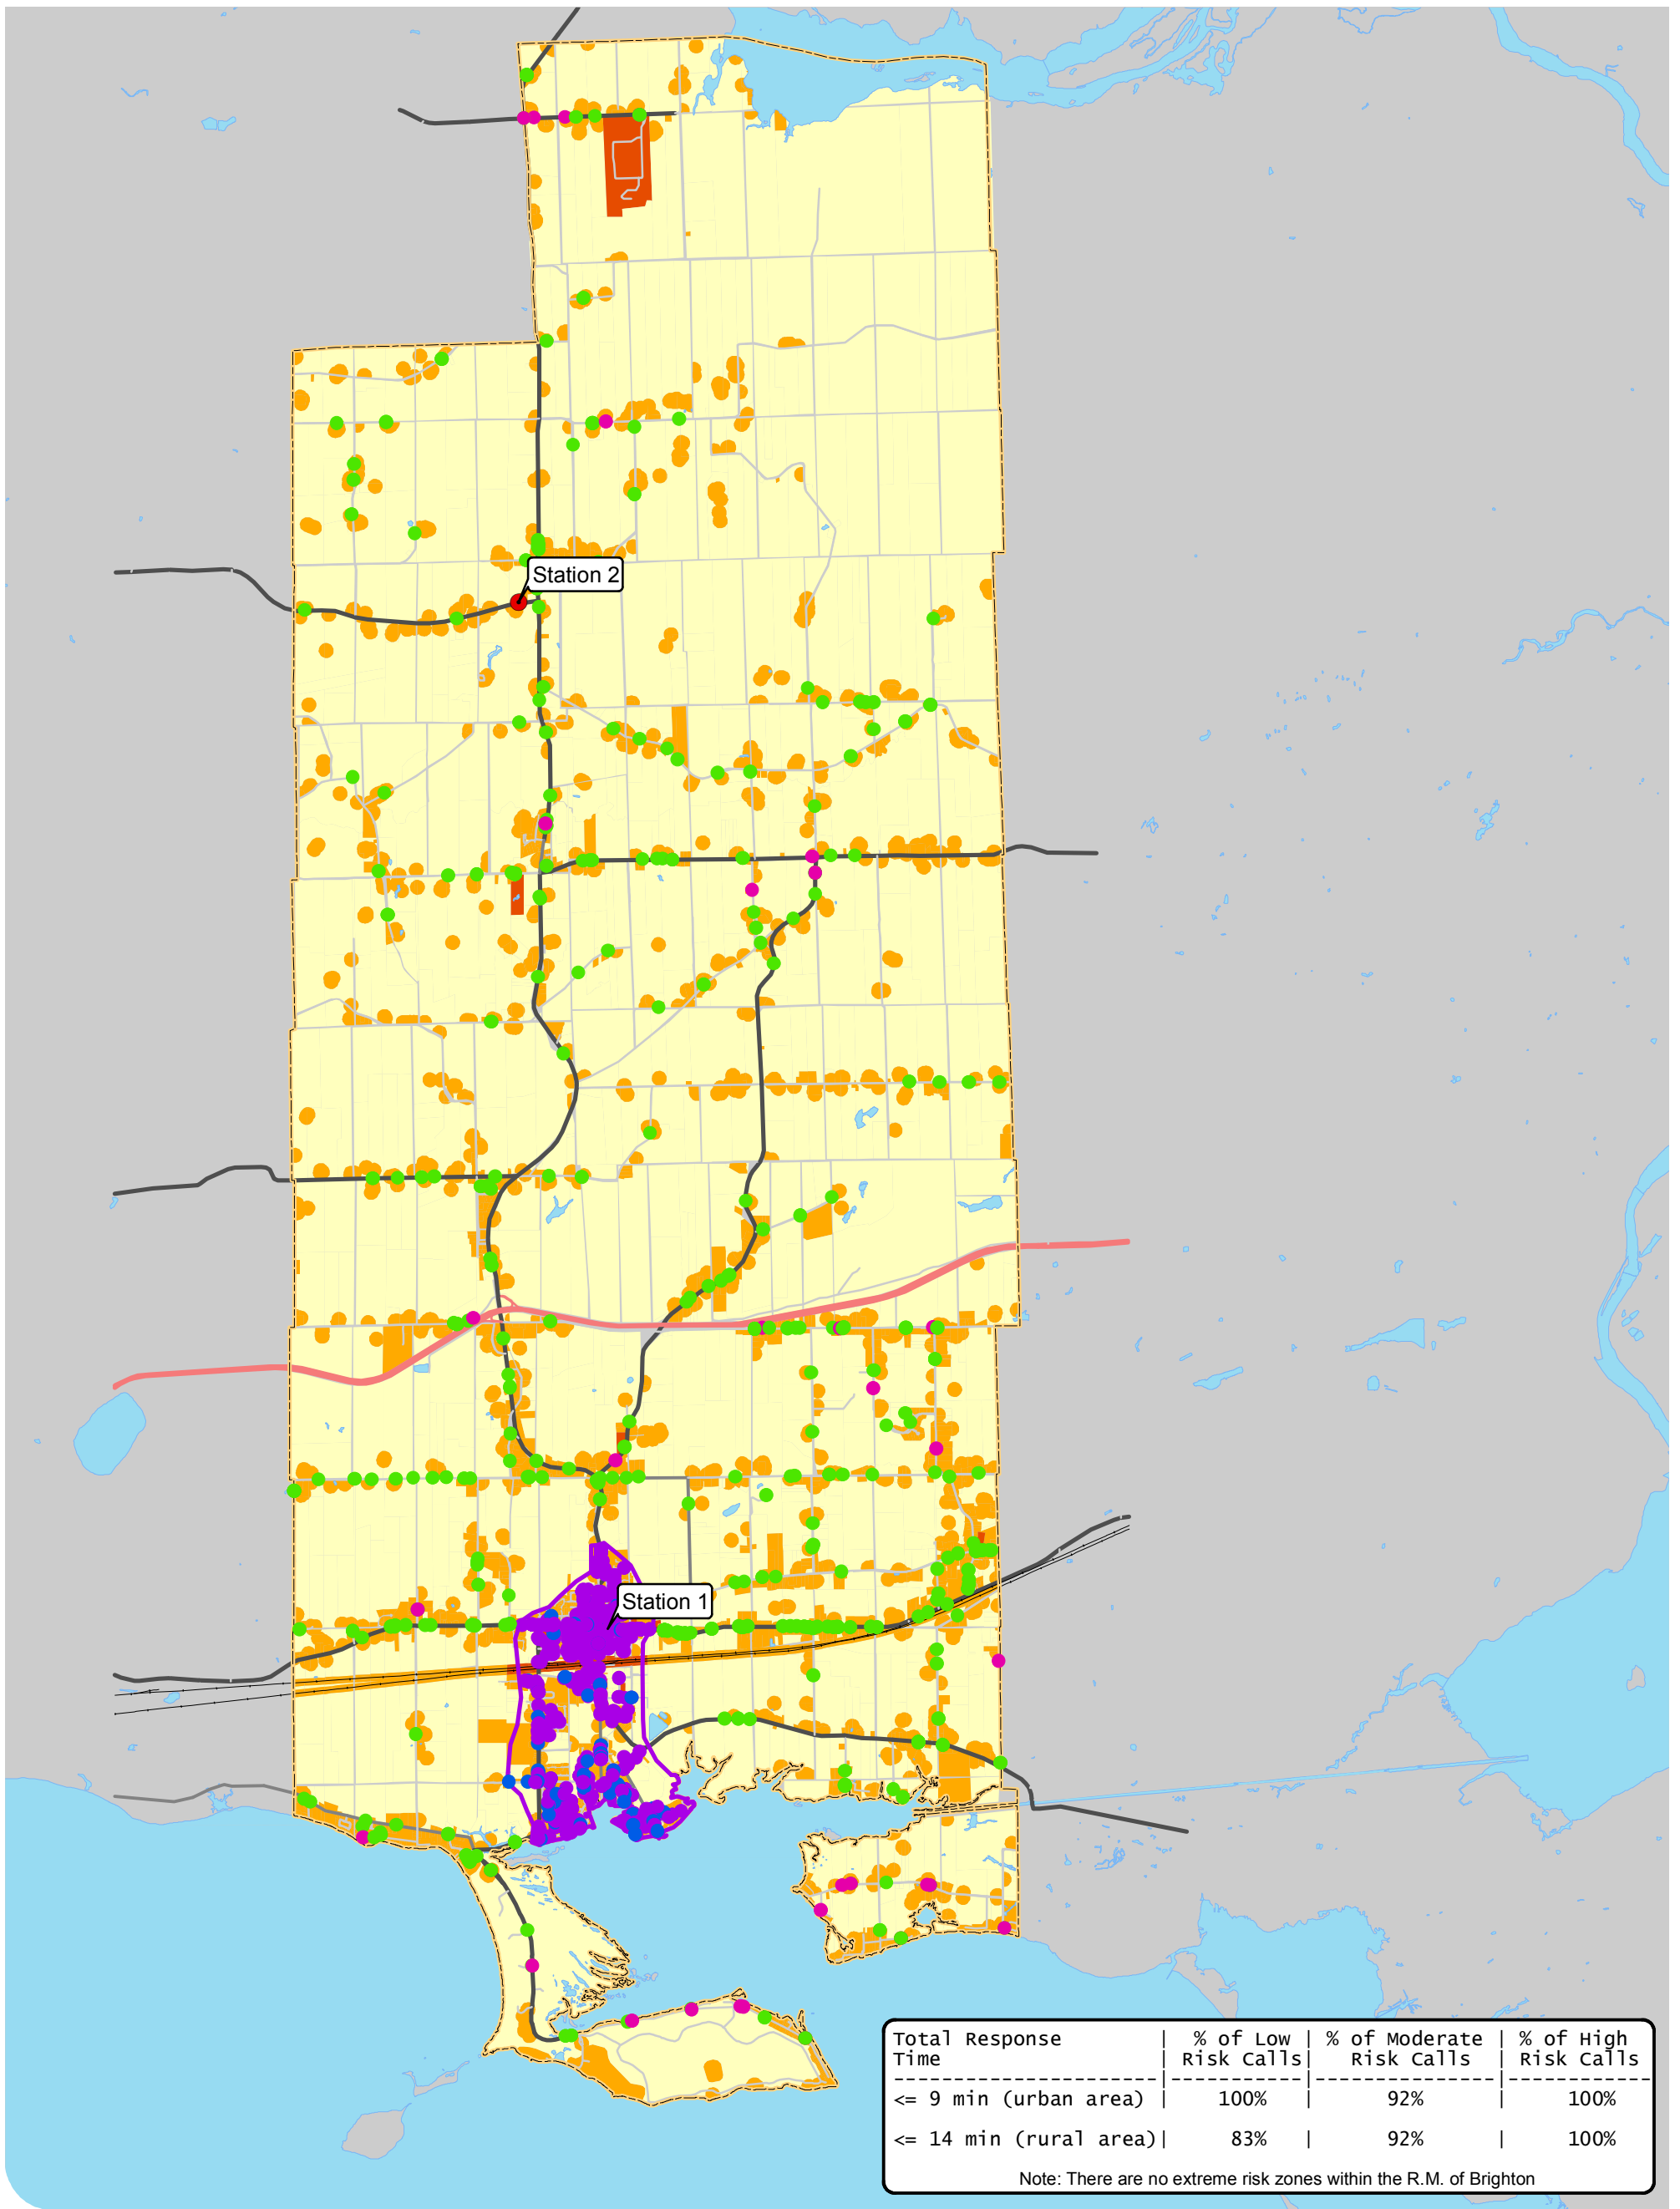 Station 2
Station 1
Total Response | % of Low | % of Moderate | % of High
Time | Risk Calls| Risk Calls | Risk Calls
----------------------|-----------|---------------|------------
<= 9 min (urban area) | 100% | 92% | 100%
<= 14 min (rural area)| 83% | 92% | 100%
Note: There are no extreme risk zones within the R.M. of Brighton